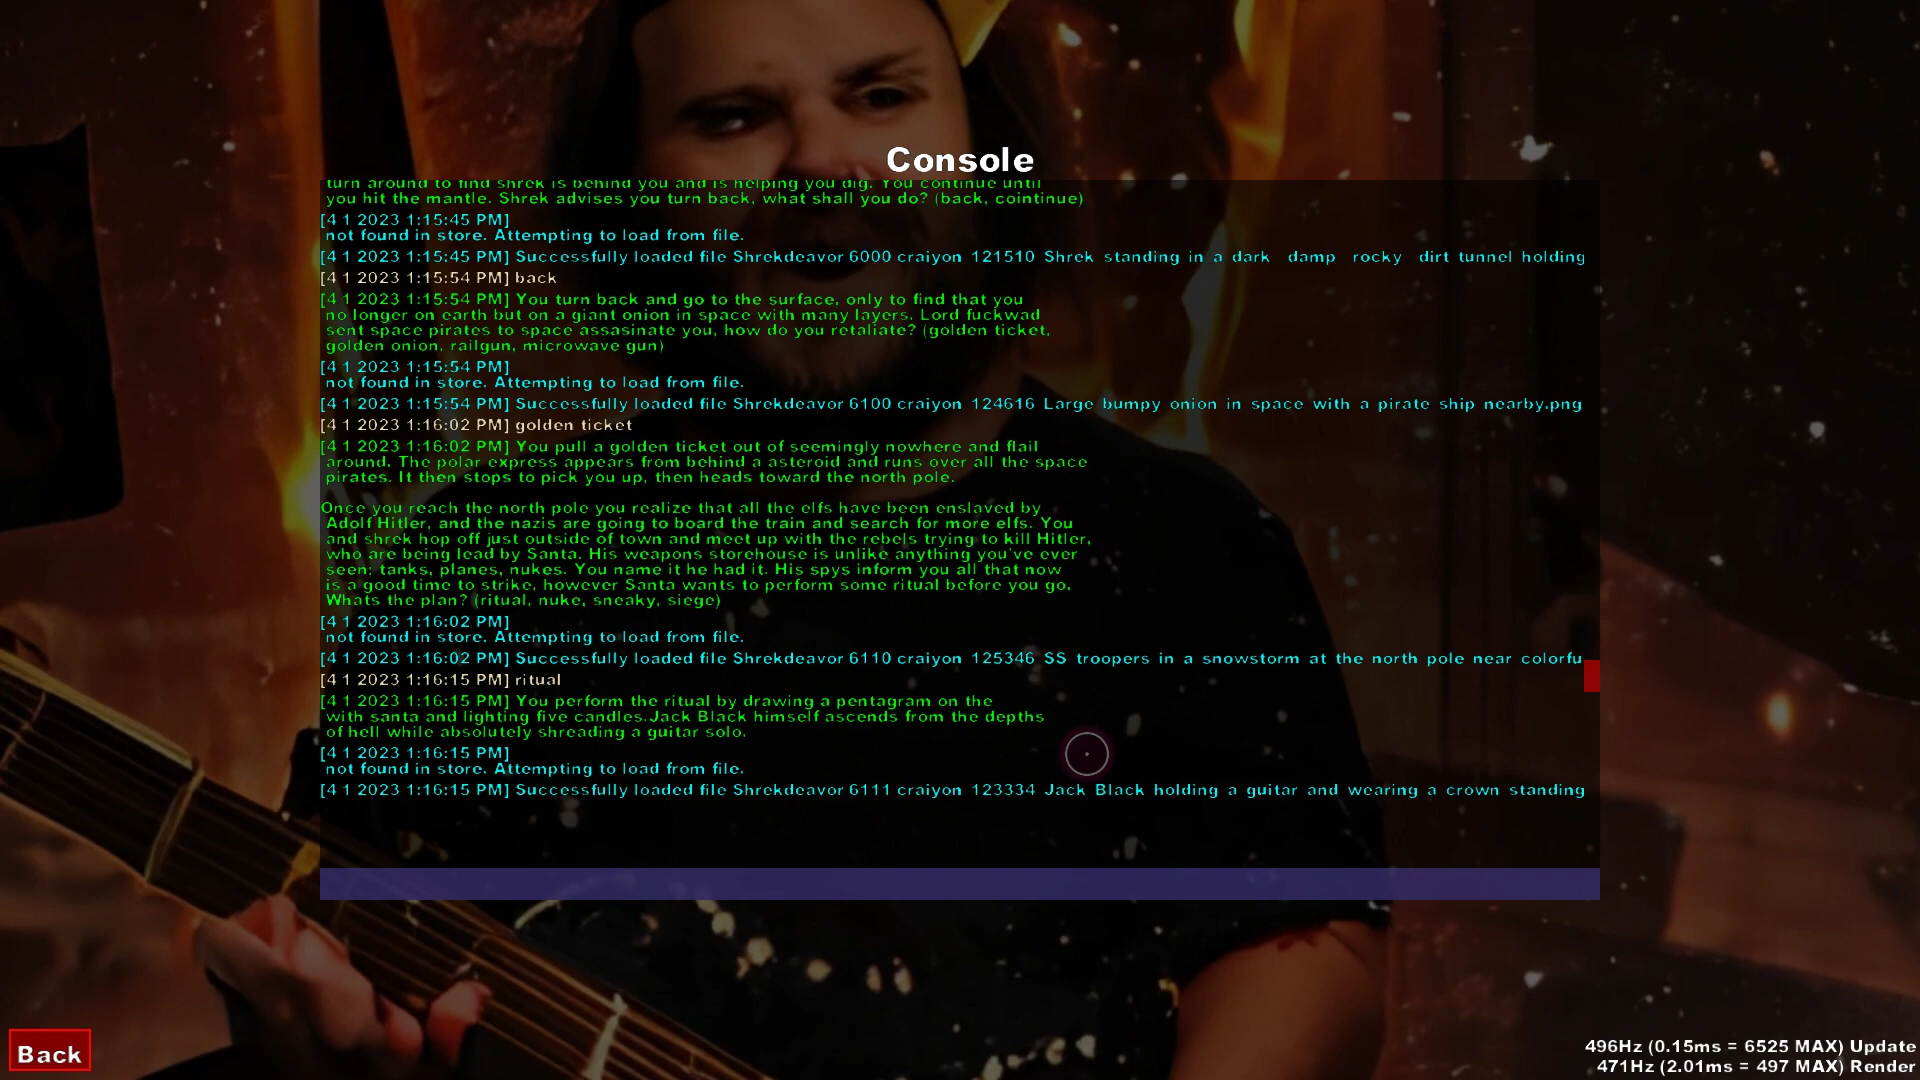 Console
turn around to find shrek is behind you and is helping you dig. You continue until
you hit the mantle. Shrek advises you turn back, what shall you do? (back, cointinue)
[4 1 2023 1:15:45 PM]
not found in store. Attempting to load from file.
[4 1 2023 1:15:45 PM] Successfully loaded file Shrekdeavor 6000 craiyon 121510 Shrek standing in a dark damp rocky dirt tunnel holding
[4 1 2023 1:15:54 PM] back
[4 1 2023 1:15:54 PM] You turn back and go to the surface, only to find that you
no longer on earth but on a giant onion in space with many layers. Lord fuckwad
sent space pirates to space assasinate you, how do you retaliate? (golden ticket,
golden onion, railgun, microwave gun)
[4 1 2023 1:15:54 PM]
not found in store. Attempting to load from file.
[4 1 2023 1:15:54 PM] Successfully loaded file Shrekdeavor 6100 craiyon 124616 Large bumpy onion in space with a pirate ship nearby.png
[4 1 2023 1:16:02 PM] golden ticket
[4 1 2023 1:16:02 PM] You pull a golden ticket out of seemingly nowhere and flail
around. The polar express appears from behind a asteroid and runs over all the space
pirates. It then stops to pick you up, then heads toward the north pole.
Once you reach the north pole you realize that all the elfs have been enslaved by
Adolf Hitler, and the nazis are going to board the train and search for more elfs. You
and shrek hop off just outside of town and meet up with the rebels trying to kill Hitler,
who are being lead by Santa. His weapons storehouse is unlike anything you've ever
seen: tanks, planes, nukes. You name it he had it. His spys inform you all that now
is a good time to strike, however Santa wants to perform some ritual before you go.
Whats the plan? (ritual, nuke, sneaky, siege)
[4 1 2023 1:16:02 PM]
not found in store. Attempting to load from file.
[4 1 2023 1:16:02 PM] Successfully loaded file Shrekdeavor 6110 craiyon 125346 SS troopers in a snowstorm at the north pole near colorfu
[4 1 2023 1:16:15 PM] ritual
[4 1 2023 1:16:15 PM] You perform the ritual by drawing a pentagram on the
with santa and lighting five candles.Jack Black himself ascends from the depths
of hell while absolutely shreading a guitar solo.
[4 1 2023 1:16:15 PM]
not found in store. Attempting to load from file.
[4 1 2023 1:16:15 PM] Successfully loaded file Shrekdeavor 6111 craiyon 123334 Jack Black holding a guitar and wearing a crown standing
Back
496Hz (0.15ms = 6525 MAX) Update
471Hz (2.01ms = 497 MAX) Render